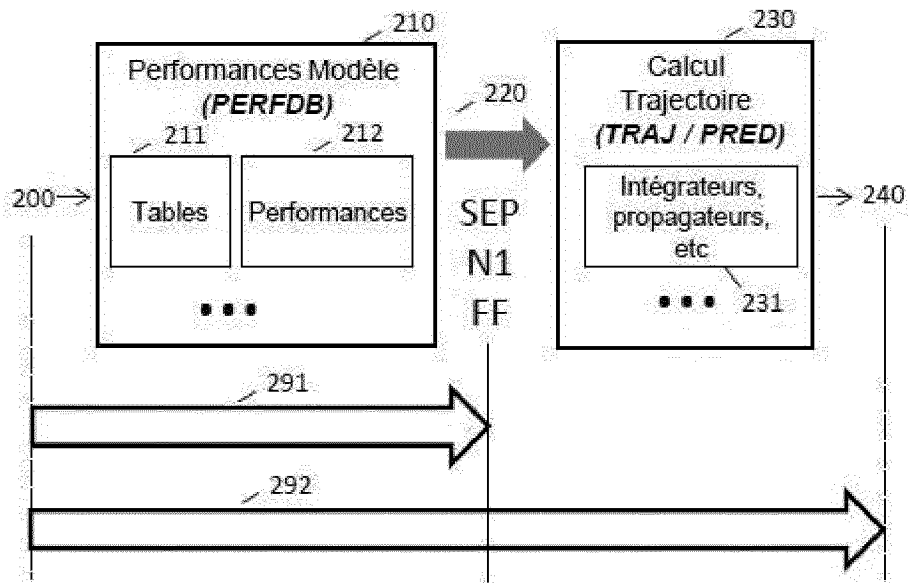 210
Performances Modèle
(PERFDB)
211
212
Tables
Performances
• • •
200
220
SEP
N1
FF
230
Calcul
Trajectoire
(TRAJ / PRED)
Intégrateurs,
propagateurs,
etc
231
• • •
240
291
292